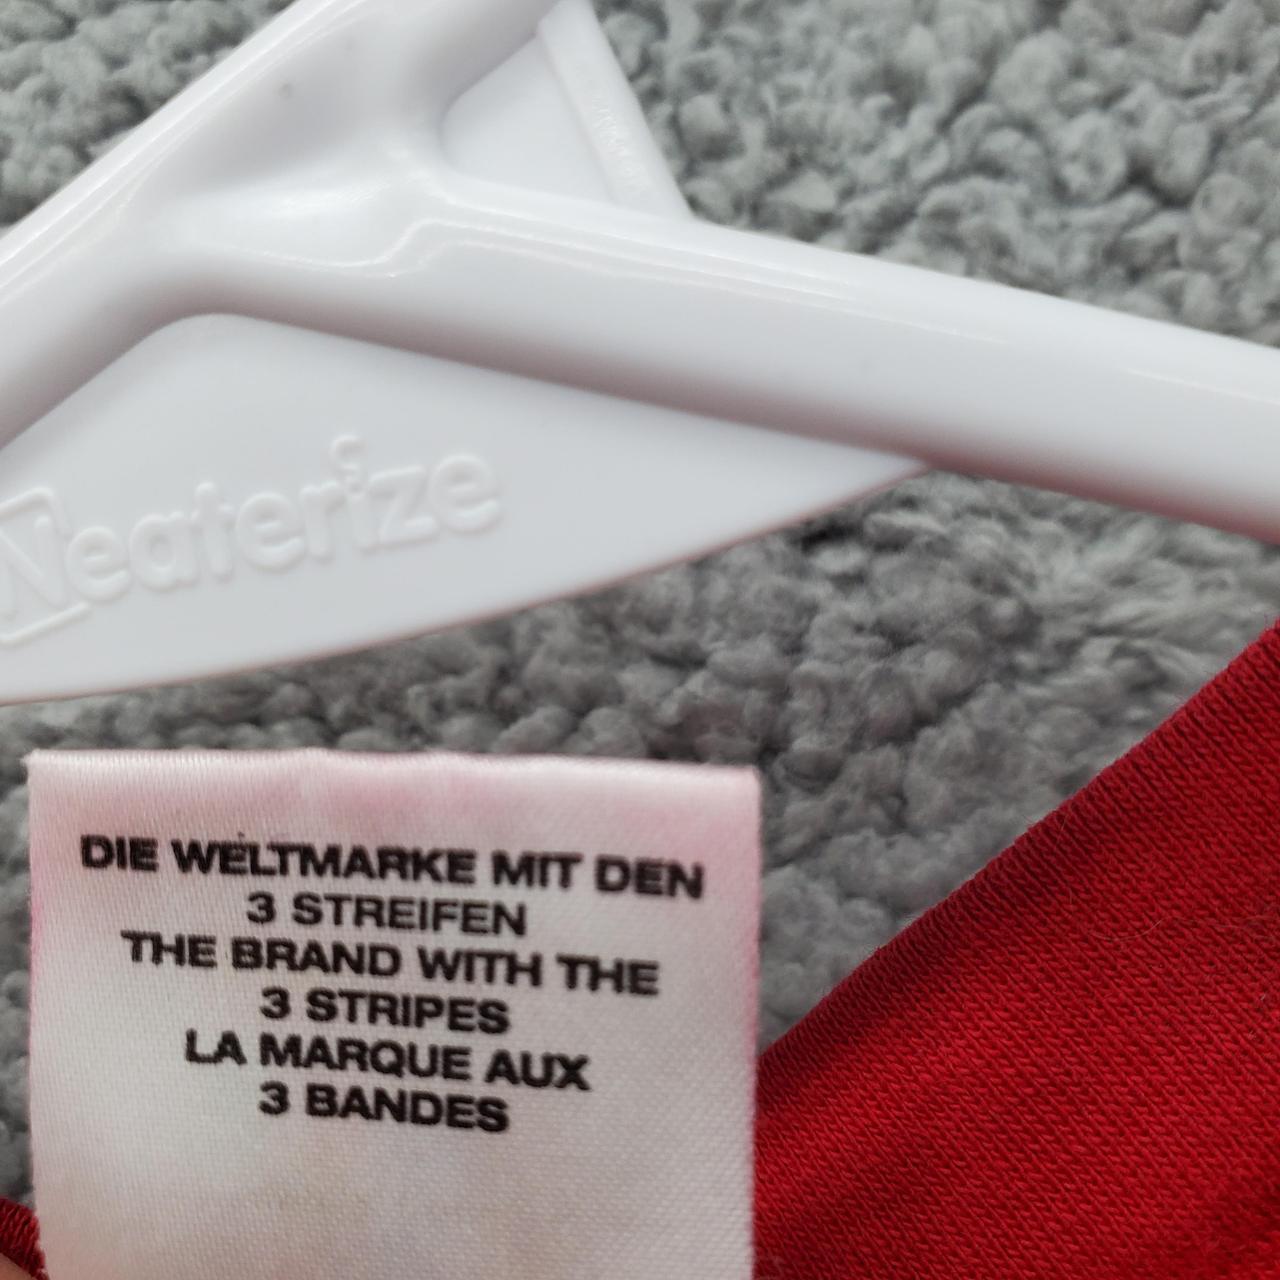 Neaterize
DIE WELTMARKE MIT DEN
3 STREIFEN
THE BRAND WITH THE
3 STRIPES
LA MARQUE AUX
3 BANDES